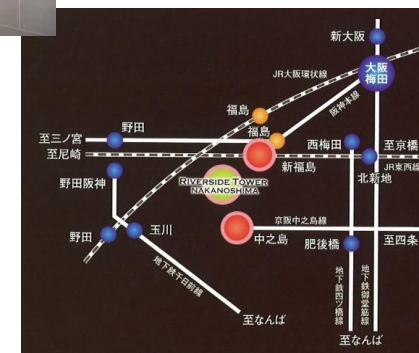 新大阪
大阪
梅田
JR大阪環状線
阪神本線
福島
福島
野田
至三ノ宮
至尼崎
西梅田
至京橋
JR東西線
新福島
北新地
野田阪神
RIVERSIDE TOWER
NAKANOSHIMA
京阪中之島線
野田
玉川
中之島
肥後橋
至四条
地下鉄千日前線
地下鉄四ツ橋線
地下鉄御堂筋線
至なんば
至なんば